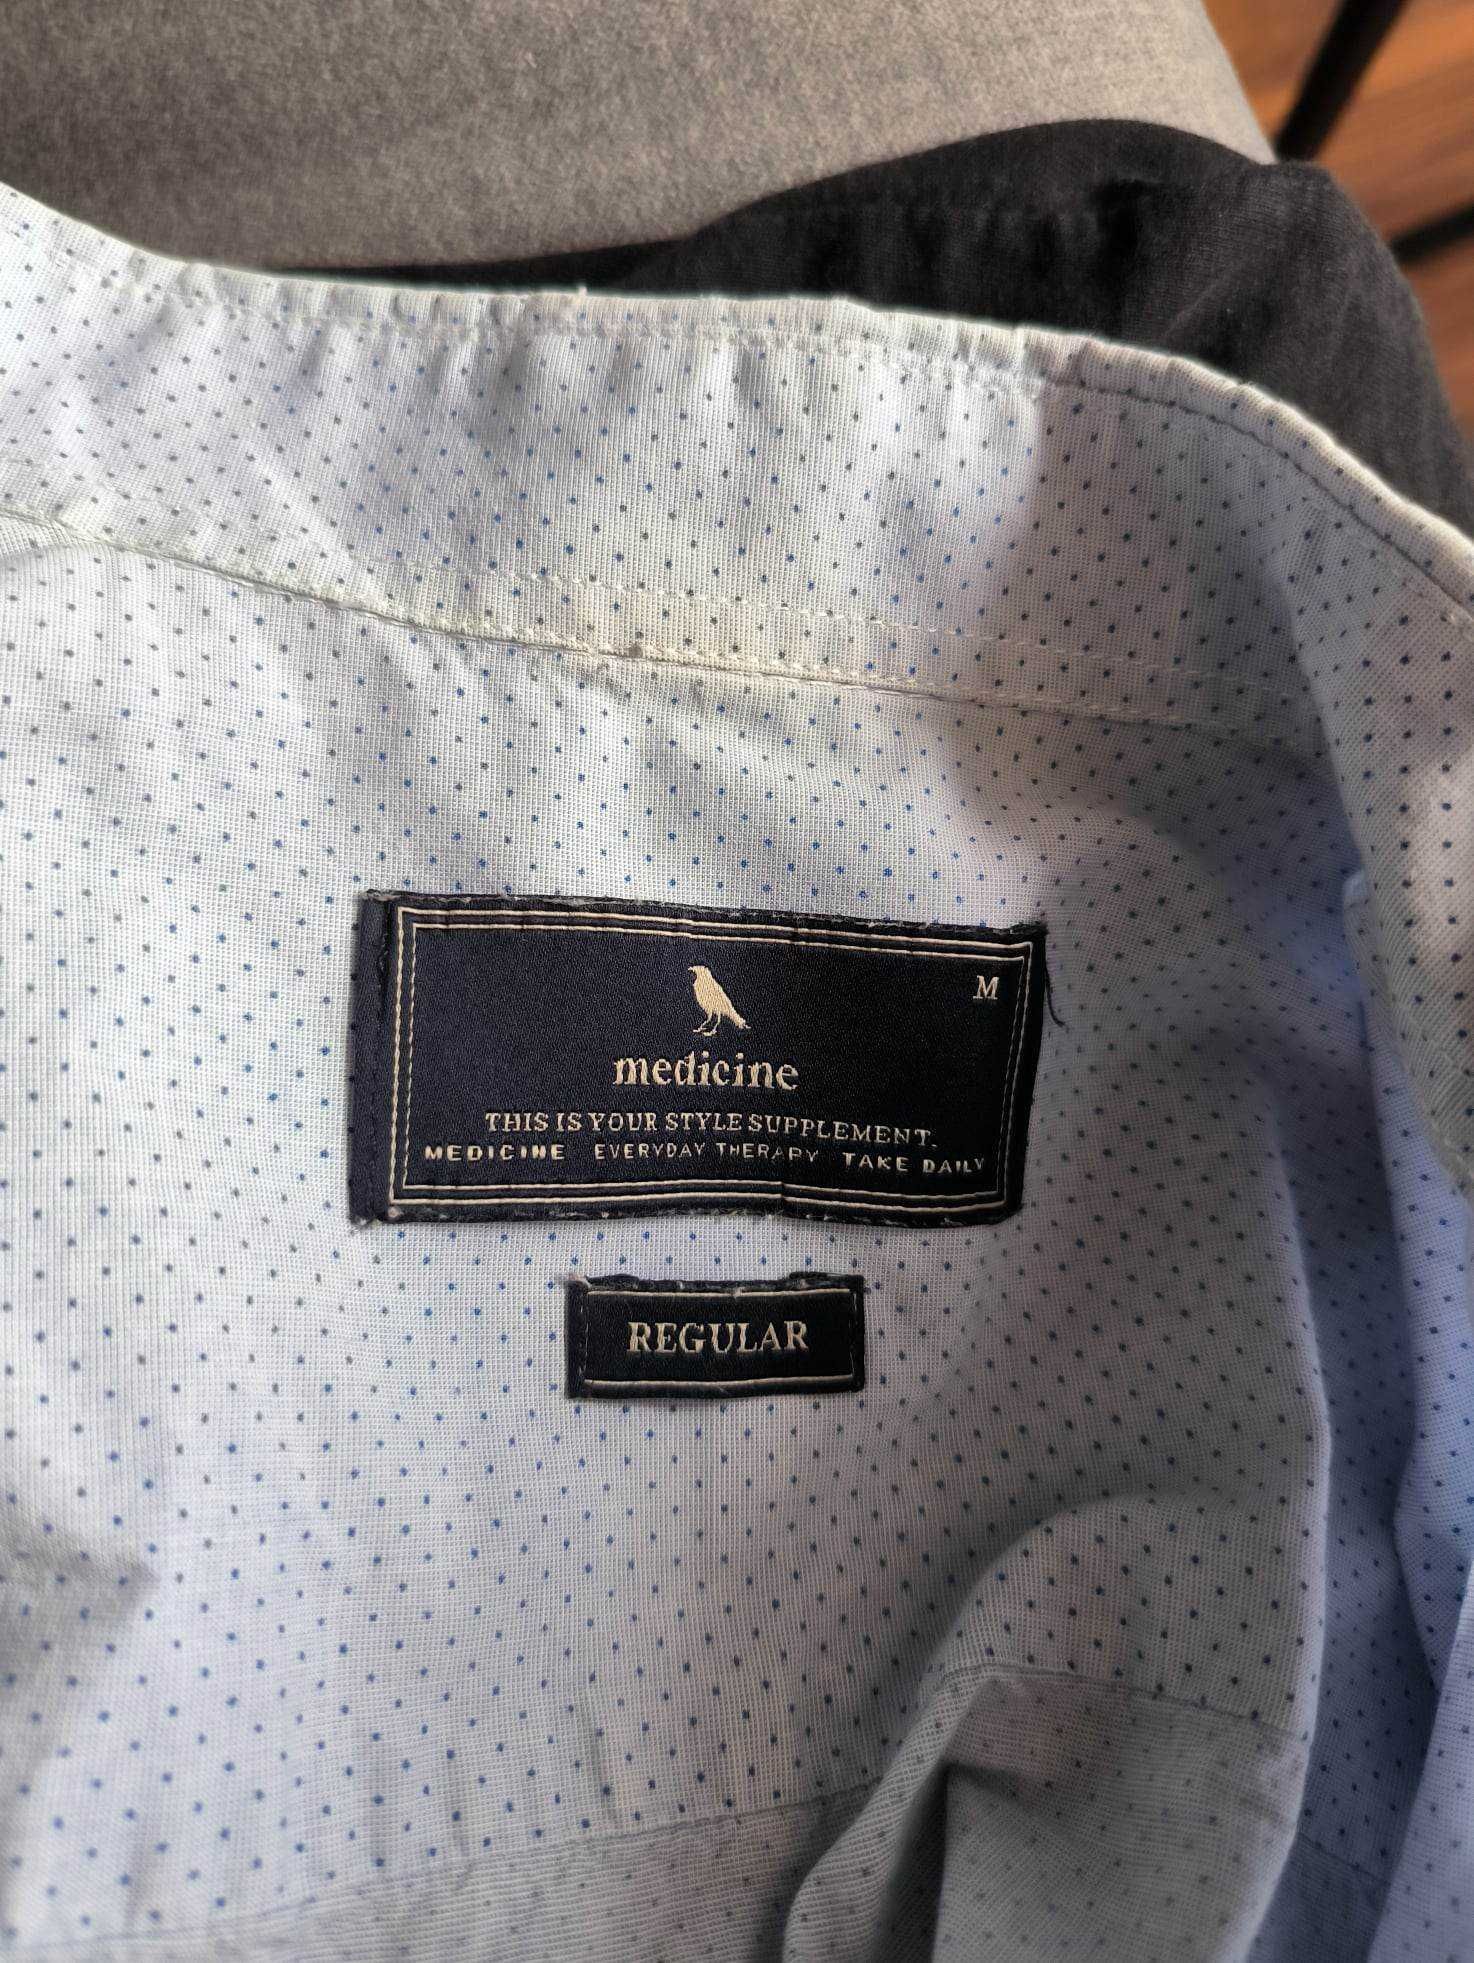 M
medicine
THIS IS YOUR STYLE SUPPLEMENT.
MEDICINE EVERYDAY THERAPY TAKE DAILY
REGULAR